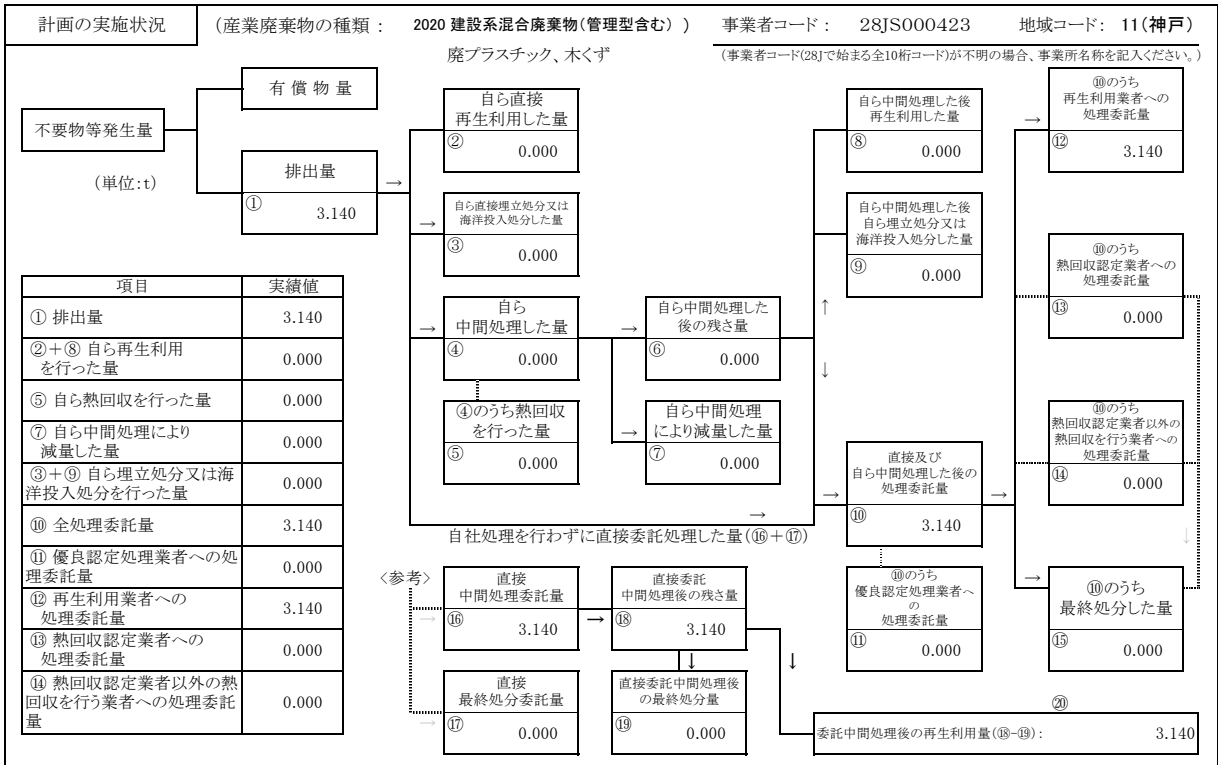 計画の実施状況
(産業廃棄物の種類： 2020 建設系混合廃棄物(管理型含む) )
事業者コード： 28JS000423
地域コード： 11(神戸)
廃プラスチック、木くず
(事業者コード(28Jで始まる全10桁コード)が不明の場合、事業所名称を記入ください。)
不要物等発生量
(単位:t)
有償物量
排出量
→
① 3.140
自ら直接
再生利用した量
② 0.000
→
自ら直接埋立処分又は
海洋投入処分した量
③ 0.000
→
自ら
中間処理した量
④ 0.000
④のうち熱回収
を行った量
⑤ 0.000
→
自ら中間処理した
後の残さ量
⑥ 0.000
→
自ら中間処理
により減量した量
⑦ 0.000
自ら中間処理した後
再生利用した量
⑧ 0.000
自ら中間処理した後
自ら埋立処分又は
海洋投入処分した量
⑨ 0.000
↑
↓
→
自社処理を行わずに直接委託処理した量(⑯+⑰)
→
直接及び
自ら中間処理した後の
処理委託量
⑩ 3.140
→
⑩のうち
優良認定処理業者へ
の
処理委託量
⑪ 0.000
→
⑩のうち
再生利用業者への
処理委託量
⑫ 3.140
⑩のうち
熱回収認定業者への
処理委託量
⑬ 0.000
⑩のうち
熱回収認定業者以外の
熱回収を行う業者への
処理委託量
⑭ 0.000
↓
→
⑩のうち
最終処分した量
⑮ 0.000
項目 実績値
① 排出量 3.140
②+⑧ 自ら再生利用
を行った量 0.000
⑤ 自ら熱回収を行った量 0.000
⑦ 自ら中間処理により
減量した量 0.000
③+⑨ 自ら埋立処分又は海
洋投入処分を行った量 0.000
⑩ 全処理委託量 3.140
⑪ 優良認定処理業者への処
理委託量 0.000
⑫ 再生利用業者への
処理委託量 3.140
⑬ 熱回収認定業者への
処理委託量 0.000
⑭ 熱回収認定業者以外の熱
回収を行う業者への処理委託
量 0.000
<参考>
→
直接
中間処理委託量
⑯ 3.140
→
直接委託
中間処理後の残さ量
⑱ 3.140
↓
↓
→
直接
最終処分委託量
⑰ 0.000
直接委託中間処理後
の最終処分量
⑲ 0.000
⑳
委託中間処理後の再生利用量(⑱-⑲)： 3.140